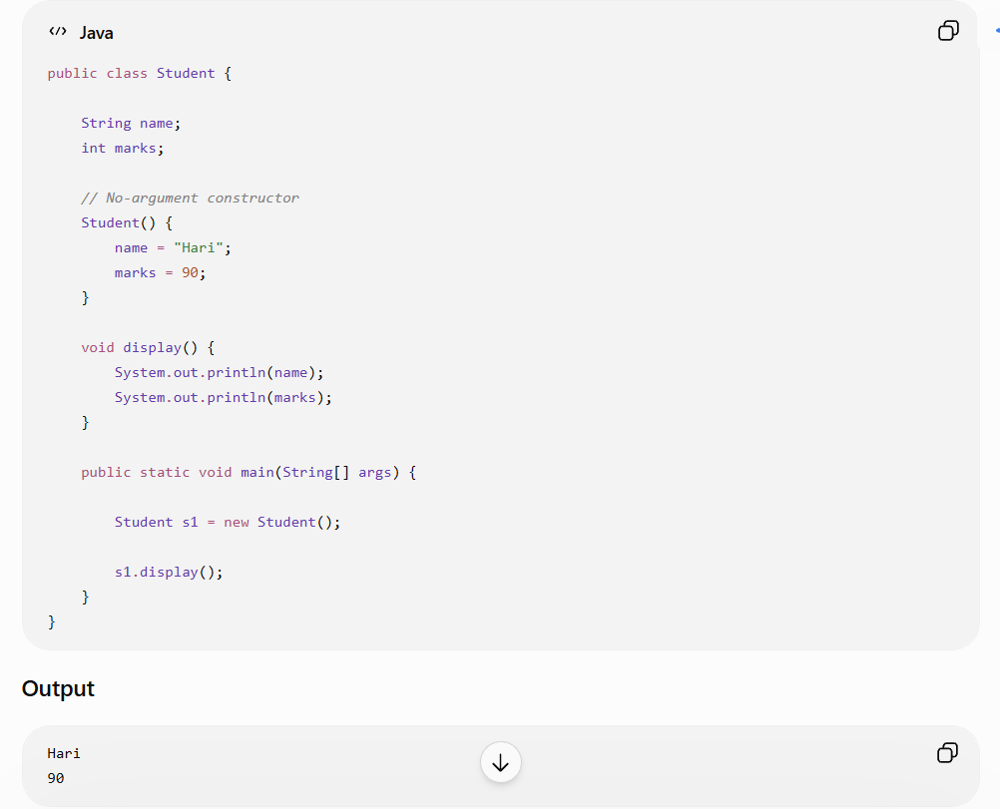 </> Java
public class Student {
    String name;
    int marks;
    // No-argument constructor
    Student() {
        name = "Hari";
        marks = 90;
    }
    void display() {
        System.out.println(name);
        System.out.println(marks);
    }
    public static void main(String[] args) {
        Student s1 = new Student();
        s1.display();
    }
}
Output
Hari
90